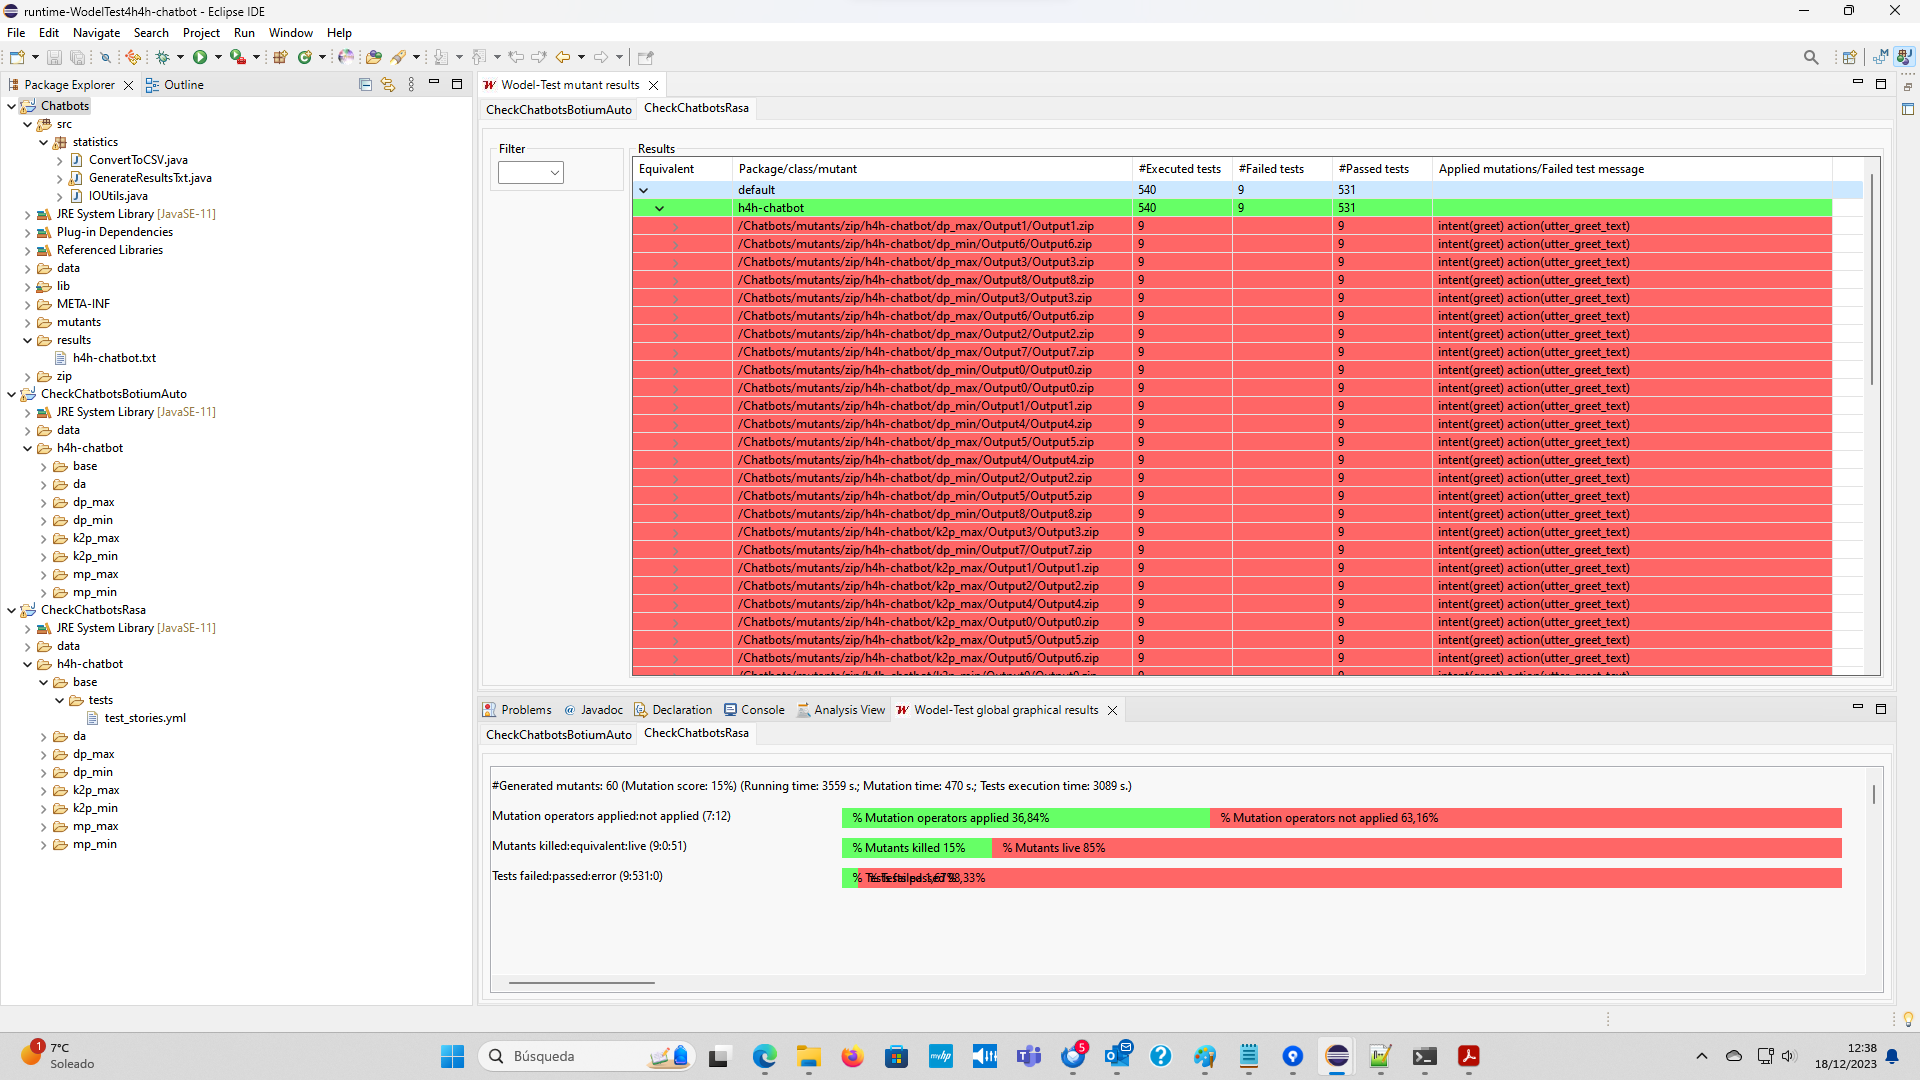 runtime-WodelTest4h4h-chatbot - Eclipse IDE
File Edit Navigate Search Project Run Window Help
Package Explorer
Outline
Chatbots
src
statistics
ConvertToCSV.java
GenerateResultsTxt.java
IOUtils.java
JRE System Library [JavaSE-11]
Plug-in Dependencies
Referenced Libraries
data
lib
META-INF
mutants
results
h4h-chatbot.txt
zip
CheckChatbotsBotiumAuto
JRE System Library [JavaSE-11]
data
h4h-chatbot
base
da
dp_max
dp_min
k2p_max
k2p_min
mp_max
mp_min
CheckChatbotsRasa
JRE System Library [JavaSE-11]
data
h4h-chatbot
base
tests
test_stories.yml
da
dp_max
dp_min
k2p_max
k2p_min
mp_max
mp_min
Wodel-Test mutant results
CheckChatbotsBotiumAuto CheckChatbotsRasa
Filter
Results
Equivalent Package/class/mutant #Executed tests #Failed tests #Passed tests Applied mutations/Failed test message
default 540 9 531
h4h-chatbot 540 9 531
/Chatbots/mutants/zip/h4h-chatbot/dp_max/Output1/Output1.zip 9 9 intent(greet) action(utter_greet_text)
/Chatbots/mutants/zip/h4h-chatbot/dp_min/Output6/Output6.zip 9 9 intent(greet) action(utter_greet_text)
/Chatbots/mutants/zip/h4h-chatbot/dp_max/Output3/Output3.zip 9 9 intent(greet) action(utter_greet_text)
/Chatbots/mutants/zip/h4h-chatbot/dp_max/Output8/Output8.zip 9 9 intent(greet) action(utter_greet_text)
/Chatbots/mutants/zip/h4h-chatbot/dp_min/Output3/Output3.zip 9 9 intent(greet) action(utter_greet_text)
/Chatbots/mutants/zip/h4h-chatbot/dp_max/Output6/Output6.zip 9 9 intent(greet) action(utter_greet_text)
/Chatbots/mutants/zip/h4h-chatbot/dp_max/Output2/Output2.zip 9 9 intent(greet) action(utter_greet_text)
/Chatbots/mutants/zip/h4h-chatbot/dp_max/Output7/Output7.zip 9 9 intent(greet) action(utter_greet_text)
/Chatbots/mutants/zip/h4h-chatbot/dp_min/Output0/Output0.zip 9 9 intent(greet) action(utter_greet_text)
/Chatbots/mutants/zip/h4h-chatbot/dp_max/Output0/Output0.zip 9 9 intent(greet) action(utter_greet_text)
/Chatbots/mutants/zip/h4h-chatbot/dp_min/Output1/Output1.zip 9 9 intent(greet) action(utter_greet_text)
/Chatbots/mutants/zip/h4h-chatbot/dp_min/Output4/Output4.zip 9 9 intent(greet) action(utter_greet_text)
/Chatbots/mutants/zip/h4h-chatbot/dp_max/Output5/Output5.zip 9 9 intent(greet) action(utter_greet_text)
/Chatbots/mutants/zip/h4h-chatbot/dp_max/Output4/Output4.zip 9 9 intent(greet) action(utter_greet_text)
/Chatbots/mutants/zip/h4h-chatbot/dp_min/Output2/Output2.zip 9 9 intent(greet) action(utter_greet_text)
/Chatbots/mutants/zip/h4h-chatbot/dp_min/Output5/Output5.zip 9 9 intent(greet) action(utter_greet_text)
/Chatbots/mutants/zip/h4h-chatbot/dp_min/Output8/Output8.zip 9 9 intent(greet) action(utter_greet_text)
/Chatbots/mutants/zip/h4h-chatbot/k2p_max/Output3/Output3.zip 9 9 intent(greet) action(utter_greet_text)
/Chatbots/mutants/zip/h4h-chatbot/dp_min/Output7/Output7.zip 9 9 intent(greet) action(utter_greet_text)
/Chatbots/mutants/zip/h4h-chatbot/k2p_max/Output1/Output1.zip 9 9 intent(greet) action(utter_greet_text)
/Chatbots/mutants/zip/h4h-chatbot/k2p_max/Output2/Output2.zip 9 9 intent(greet) action(utter_greet_text)
/Chatbots/mutants/zip/h4h-chatbot/k2p_max/Output4/Output4.zip 9 9 intent(greet) action(utter_greet_text)
/Chatbots/mutants/zip/h4h-chatbot/k2p_max/Output0/Output0.zip 9 9 intent(greet) action(utter_greet_text)
/Chatbots/mutants/zip/h4h-chatbot/k2p_max/Output5/Output5.zip 9 9 intent(greet) action(utter_greet_text)
/Chatbots/mutants/zip/h4h-chatbot/k2p_max/Output6/Output6.zip 9 9 intent(greet) action(utter_greet_text)
Problems Javadoc Declaration Console Analysis View Wodel-Test global graphical results
CheckChatbotsBotiumAuto CheckChatbotsRasa
#Generated mutants: 60 (Mutation score: 15%) (Running time: 3559 s.; Mutation time: 470 s.; Tests execution time: 3089 s.)
Mutation operators applied:not applied (7:12) % Mutation operators applied 36,84% % Mutation operators not applied 63,16%
Mutants killed:equivalent:live (9:0:51) % Mutants killed 15% % Mutants live 85%
Tests failed:passed:error (9:531:0)
1
7°C
Soleado
Búsqueda
myhp
5
12:38
18/12/2023